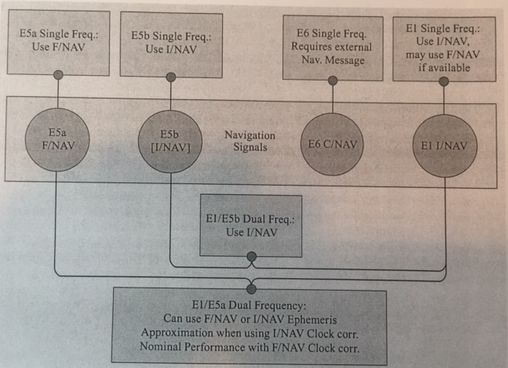 E5a Single Freq.:
Use F/NAV
E5b Single Freq.:
Use I/NAV
E6 Single Freq.
Requires external
Nav. Message
E1 Single Freq.:
Use I/NAV,
may use F/NAV
if available
E5a
F/NAV
E5b
[I/NAV]
Navigation
Signals
E6 C/NAV
E1 I/NAV
E1/E5b Dual Freq.:
Use I/NAV
E1/E5a Dual Frequency:
Can use F/NAV or I/NAV Ephemeris
Approximation when using I/NAV Clock corr.
Nominal Performance with F/NAV Clock corr.